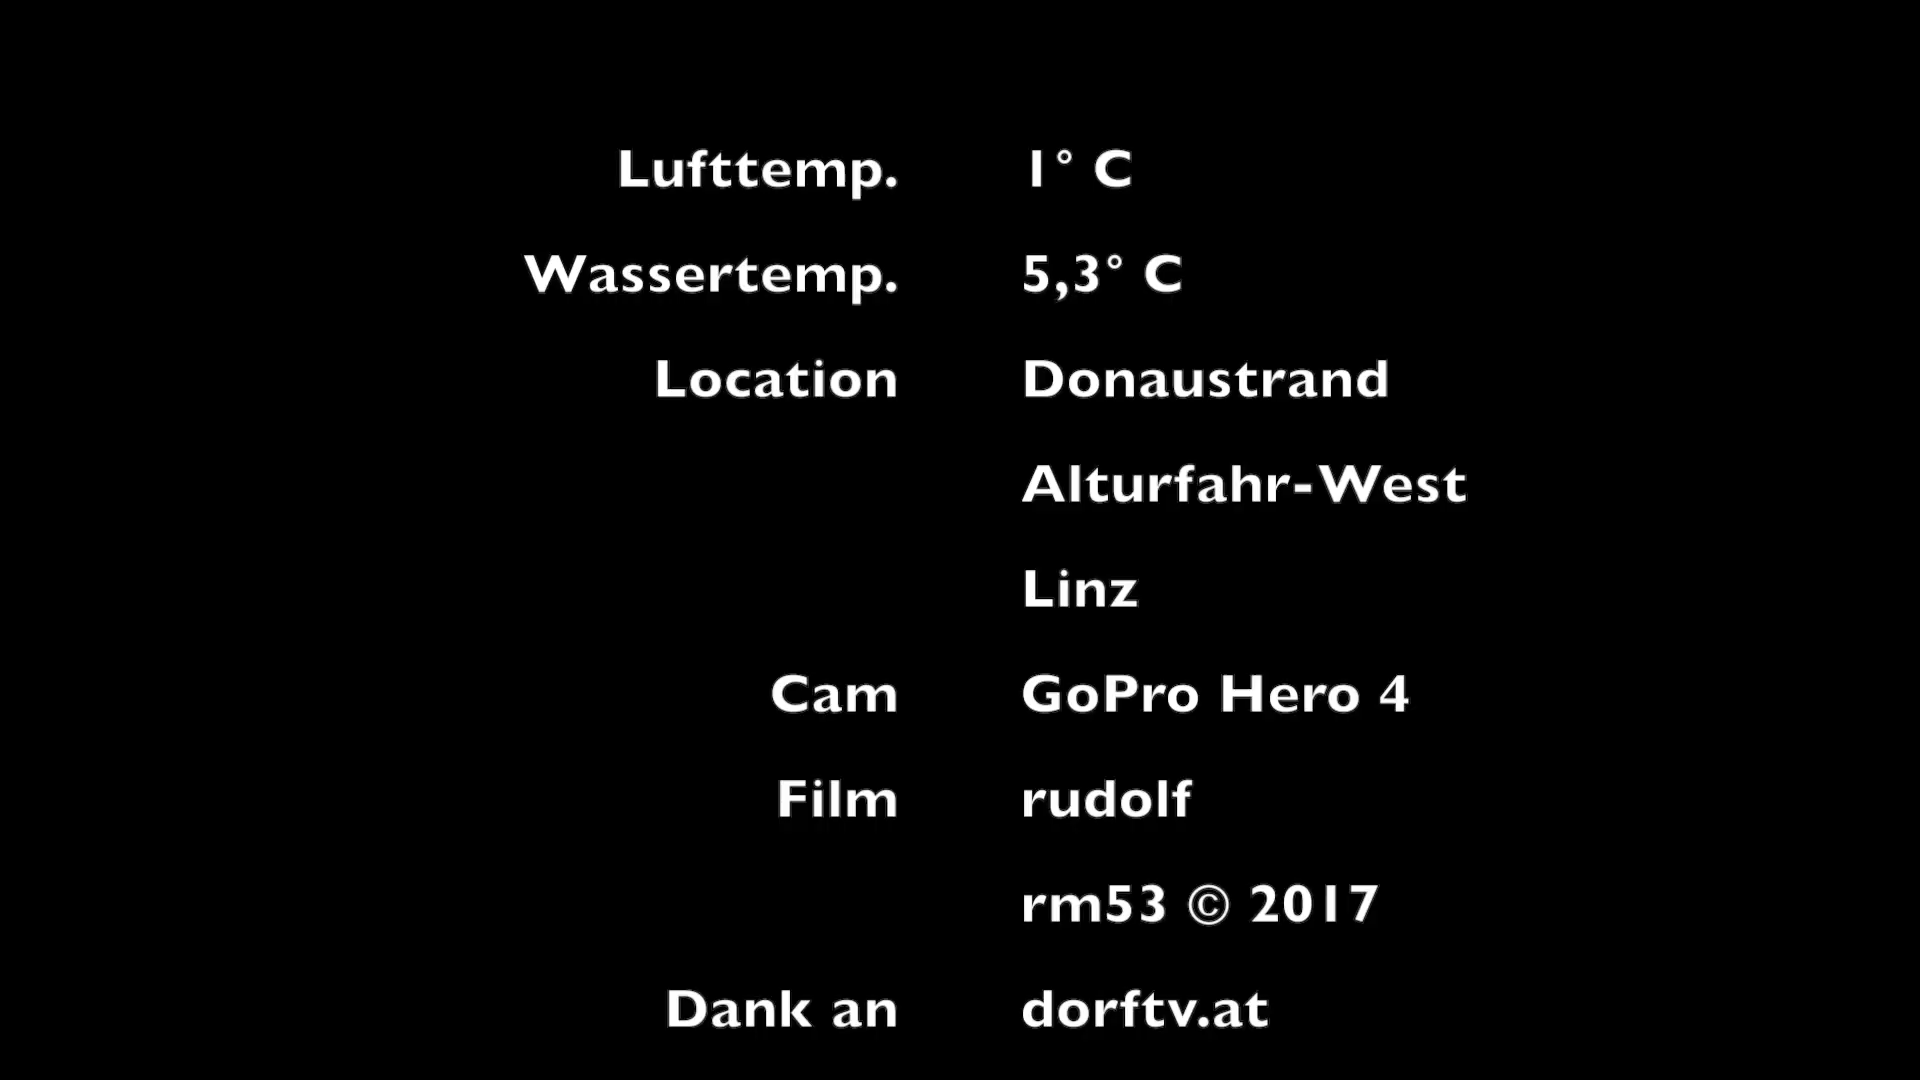 Lufttemp. 1° C
Wassertemp. 5,3° C
Location Donaustrand
Alturfahr-West
Linz
Cam GoPro Hero 4
Film rudolf
rm53 © 2017
Dank an dorftv.at